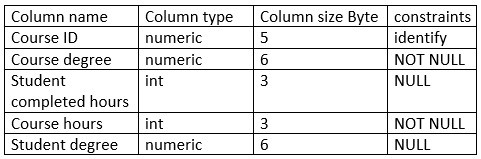 Column name Column type Column size Byte constraints
Course ID numeric 5 identify
Course degree numeric 6 NOT NULL
Student int 3 NULL
completed hours
Course hours int 3 NOT NULL
Student degree numeric 6 NULL